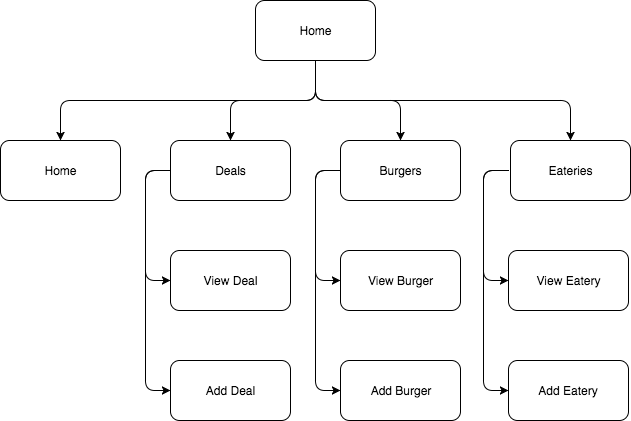 Home
Home
Deals
Burgers
Eateries
View Deal
View Burger
View Eatery
Add Deal
Add Burger
Add Eatery